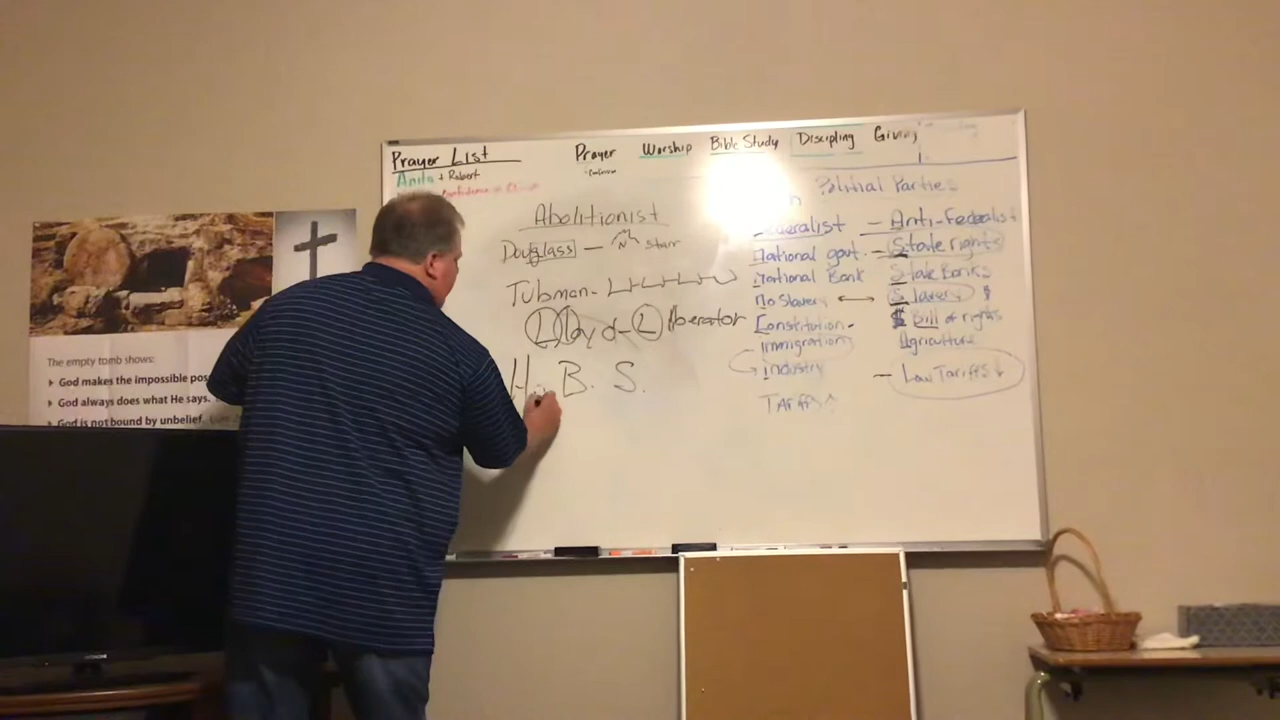 Prayer List
Anita + Robert
Prayer Worship Bible Study Discipling Giving
Abolitionist
Douglass — N star
Tubman-
Lloyd - Liberator
H. B. S.
Political Parties
Federalist — Anti-Federalist
National govt. — State rights
National Bank State Banks
No Slavery ↔ Slavery $
Constitution - $ Bill of rights
Immigration Agriculture
Industry — Low Tariffs ↓
Tariff ↑
The empty tomb shows:
God makes the impossible
God always does what He says.
God is not bound by unbelief.
HITACHI